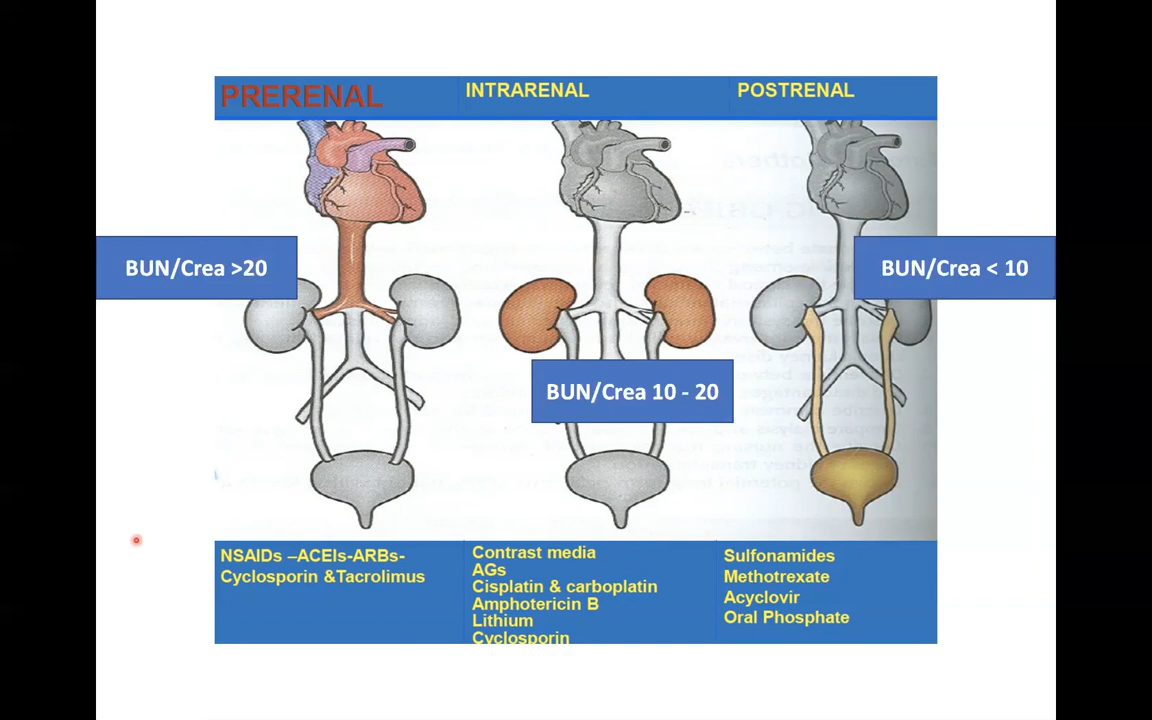 PRERENAL
INTRARENAL
POSTRENAL
BUN/Crea >20
BUN/Crea < 10
BUN/Crea 10 - 20
NSAIDs –ACEIs-ARBs-
Cyclosporin &Tacrolimus
Contrast media
AGs
Cisplatin & carboplatin
Amphotericin B
Lithium
Cyclosporin
Sulfonamides
Methotrexate
Acyclovir
Oral Phosphate